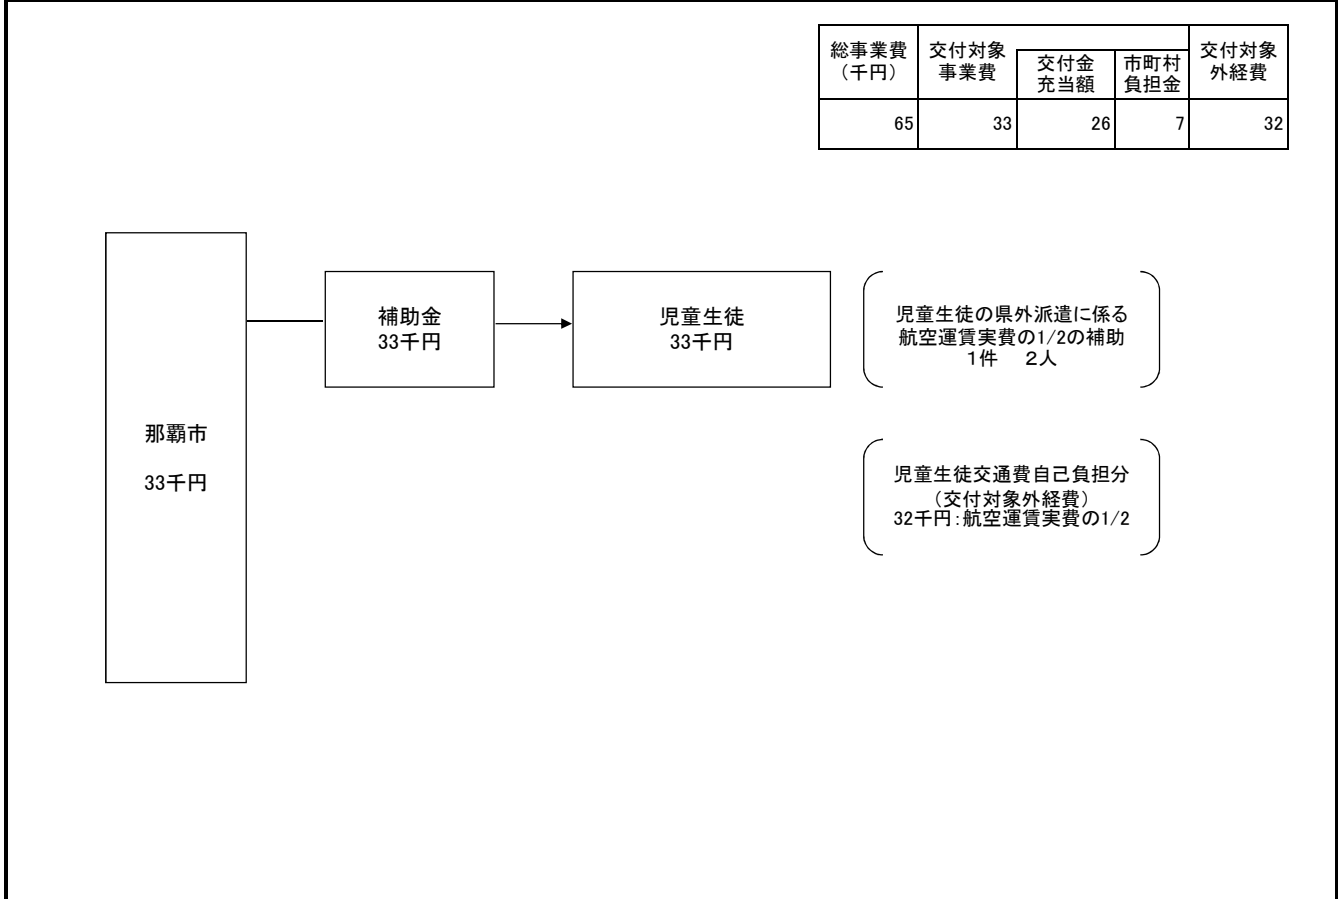 総事業費
（千円）
交付対象
事業費
交付金
充当額
市町村
負担金
交付対象
外経費
65
33
26
7
32
那覇市
33千円
補助金
33千円
児童生徒
33千円
児童生徒の県外派遣に係る
航空運賃実費の1/2の補助
1件　2人
児童生徒交通費自己負担分
（交付対象外経費）
32千円：航空運賃実費の1/2